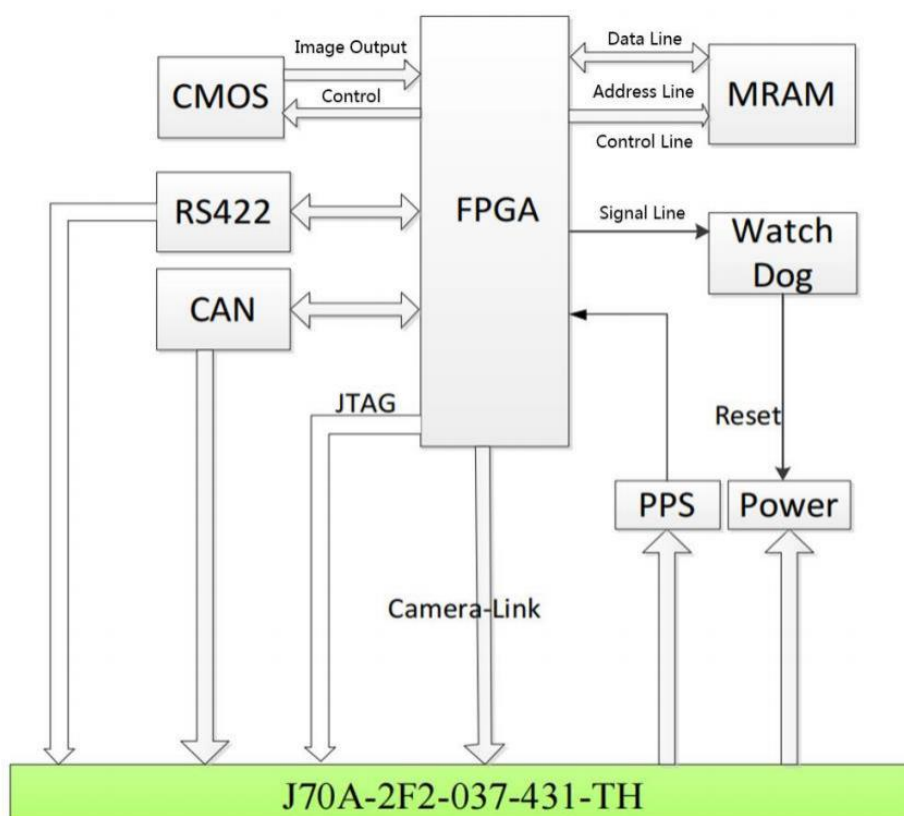 Image Output
Data Line
CMOS
Control
Address Line
MRAM
Control Line
RS422
FPGA
Signal Line
Watch
Dog
CAN
JTAG
Reset
PPS
Power
Camera-Link
J70A-2F2-037-431-TH